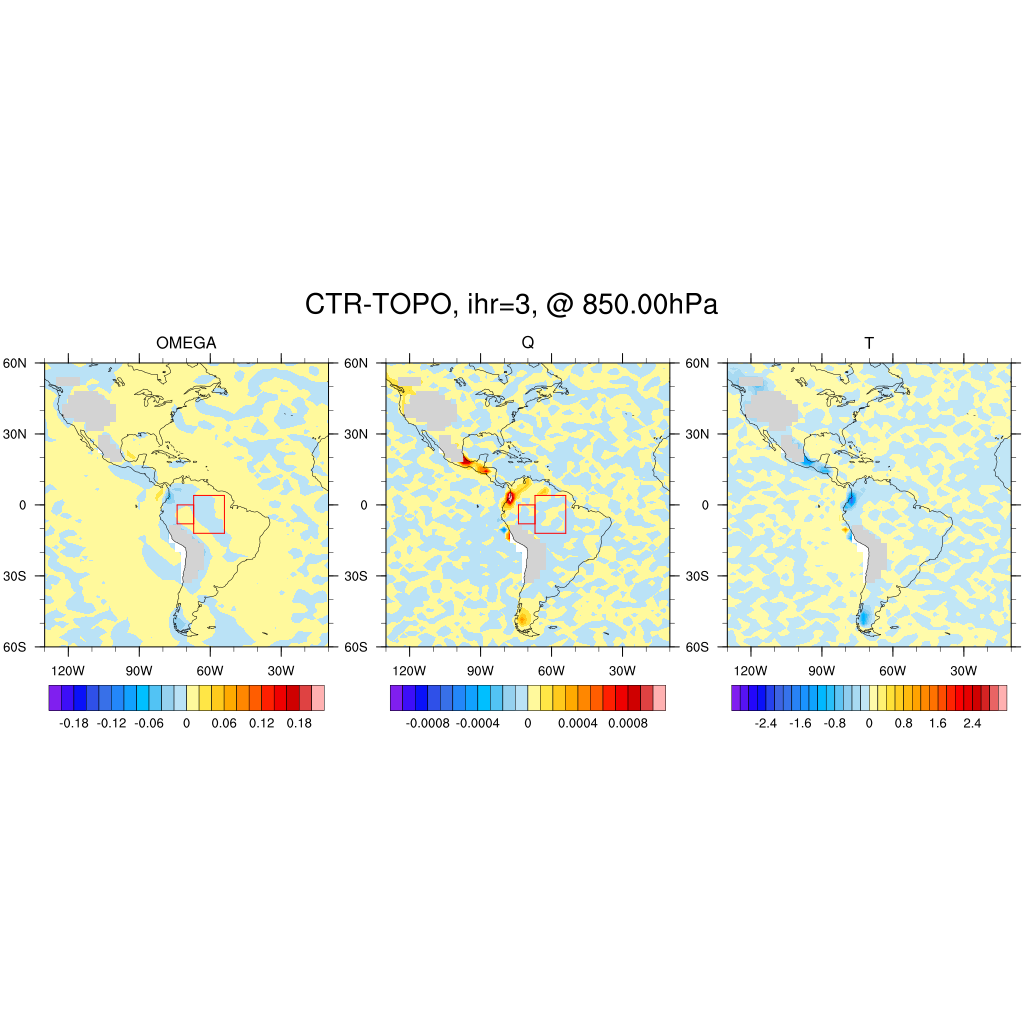 CTR-TOPO, ihr=3, @ 850.00hPa
OMEGA
Q
T
60N
30N
0
30S
60S
120W 90W 60W 30W
60N
30N
0
30S
60S
120W 90W 60W 30W
60N
30N
0
30S
60S
120W 90W 60W 30W
-0.18 -0.12 -0.06 0 0.06 0.12 0.18
-0.0008 -0.0004 0 0.0004 0.0008
-2.4 -1.6 -0.8 0 0.8 1.6 2.4